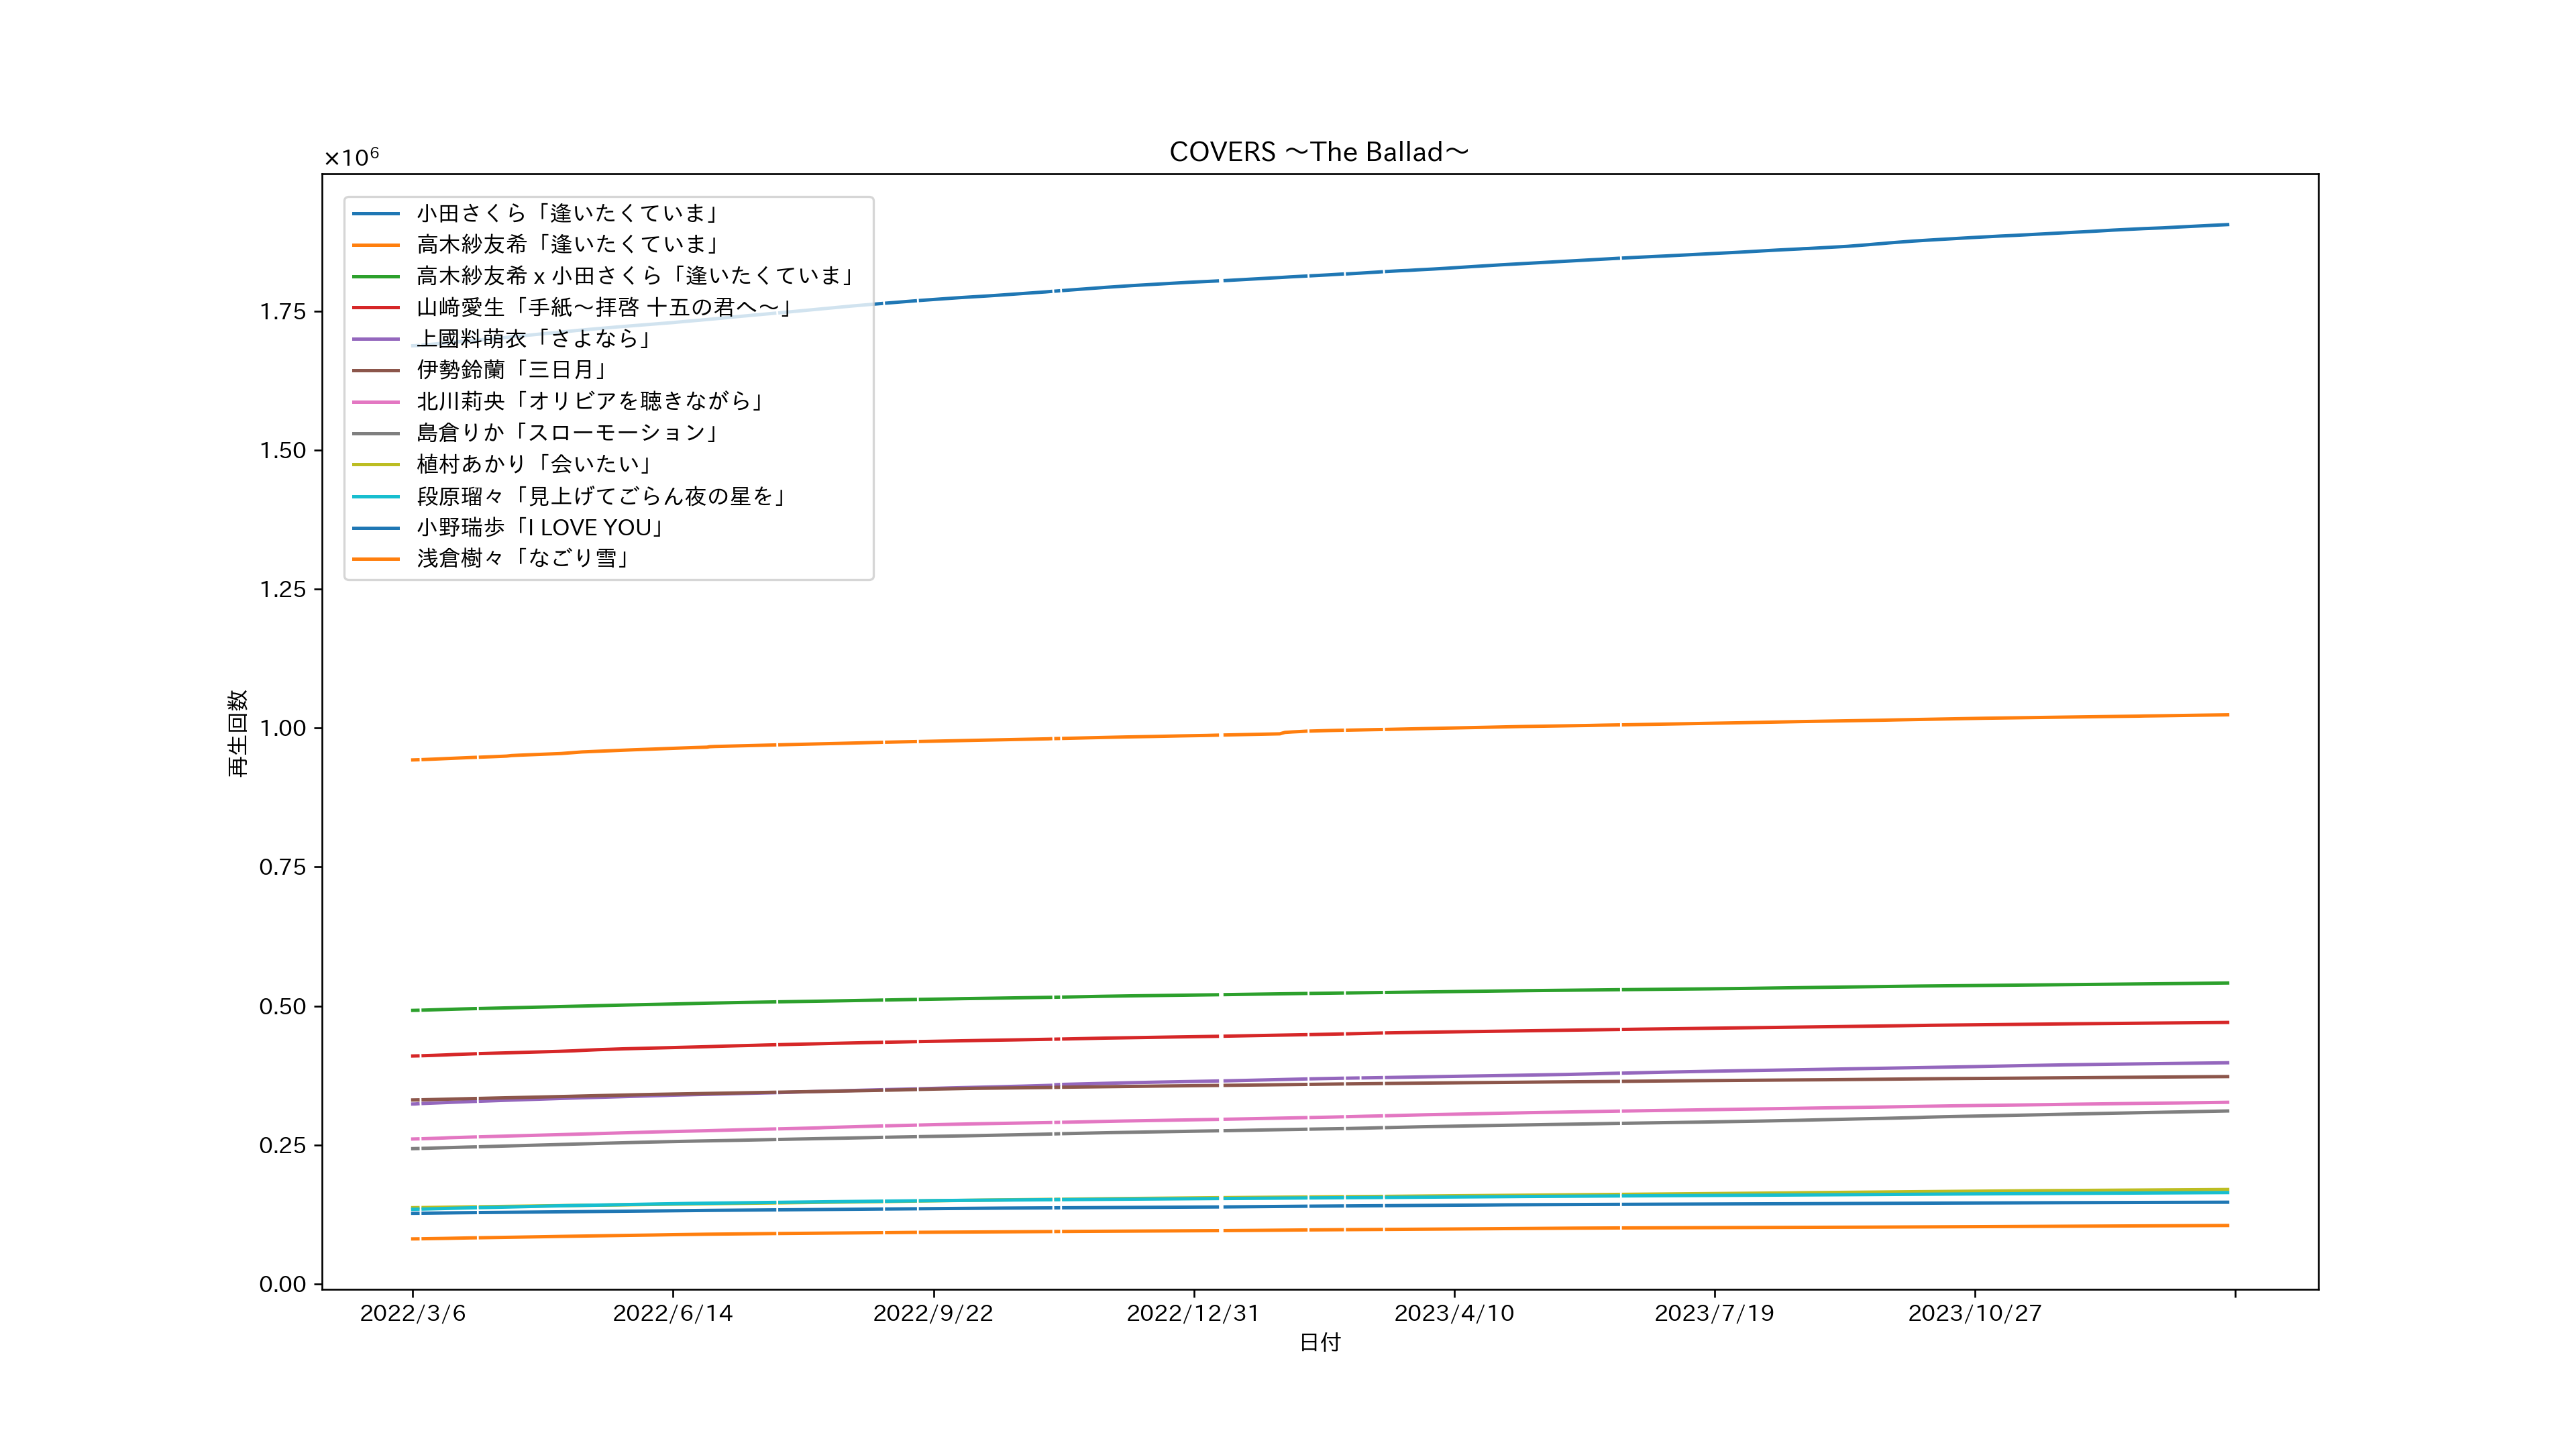 COVERS ～The Ballad～
×10⁶
小田さくら「逢いたくていま」
高木紗友希「逢いたくていま」
高木紗友希 x 小田さくら「逢いたくていま」
山﨑愛生「手紙～拝啓 十五の君へ～」
上國料萌衣「さよなら」
伊勢鈴蘭「三日月」
北川莉央「オリビアを聴きながら」
島倉りか「スローモーション」
植村あかり「会いたい」
段原瑠々「見上げてごらん夜の星を」
小野瑞歩「I LOVE YOU」
浅倉樹々「なごり雪」
1.75
1.50
1.25
1.00
0.75
0.50
0.25
0.00
再生回数
2022/3/6
2022/6/14
2022/9/22
2022/12/31
2023/4/10
2023/7/19
2023/10/27
日付